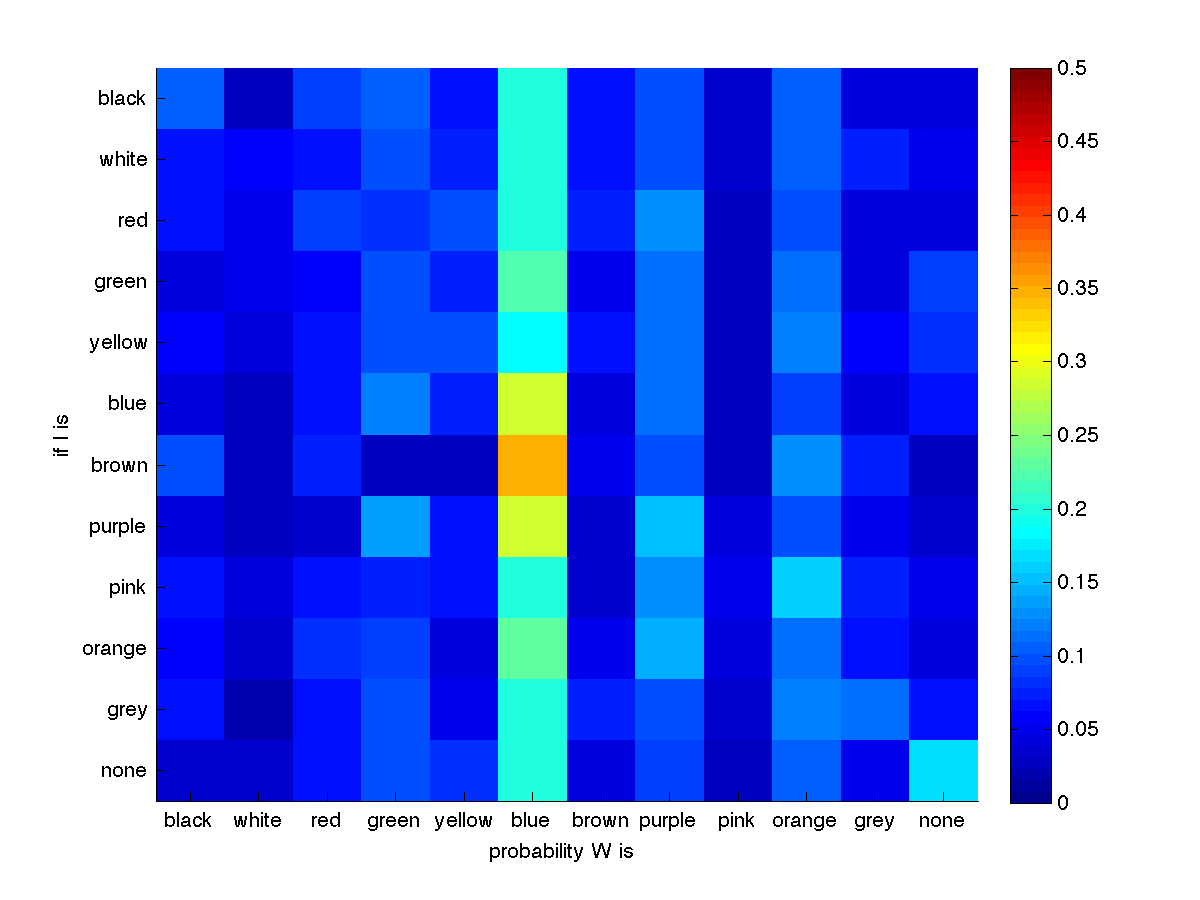 black
white
red
green
yellow
blue
brown
purple
pink
orange
grey
none
if I is
black white red green yellow blue brown purple pink orange grey none
probability W is
0.5
0.45
0.4
0.35
0.3
0.25
0.2
0.15
0.1
0.05
0